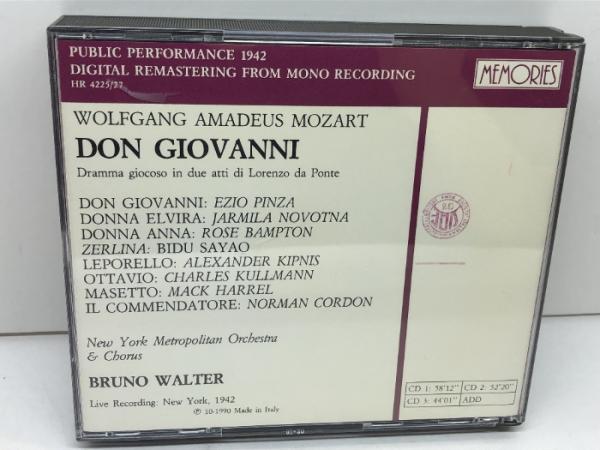 PUBLIC PERFORMANCE 1942
DIGITAL REMASTERING FROM MONO RECORDING
HR 4225/27
MEMORIES
WOLFGANG AMADEUS MOZART
DON GIOVANNI
Dramma giocoso in due atti di Lorenzo da Ponte
DON GIOVANNI: EZIO PINZA
DONNA ELVIRA: JARMILA NOVOTNA
DONNA ANNA: ROSE BAMPTON
ZERLINA: BIDU SAYAO
LEPORELLO: ALEXANDER KIPNIS
OTTAVIO: CHARLES KULLMANN
MASETTO: MACK HARREL
IL COMMENDATORE: NORMAN CORDON
New York Metropolitan Orchestra
& Chorus
BRUNO WALTER
Live Recording: New York, 1942
℗ 10-1990 Made in Italy
CD 1: 58'12" CD 2: 52'20"
CD 3: 44'01" ADD